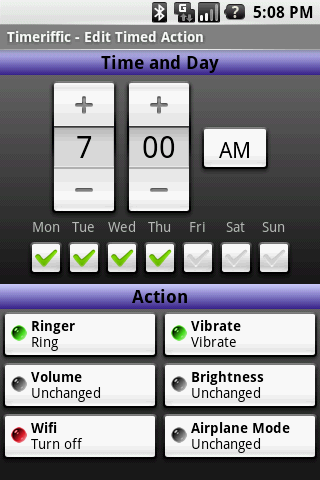 5:08 PM
Timeriffic - Edit Timed Action
Time and Day
+ +
7 00 AM
− −
Mon Tue Wed Thu Fri Sat Sun
Action
Ringer Vibrate
Ring Vibrate
Volume Brightness
Unchanged Unchanged
Wifi Airplane Mode
Turn off Unchanged